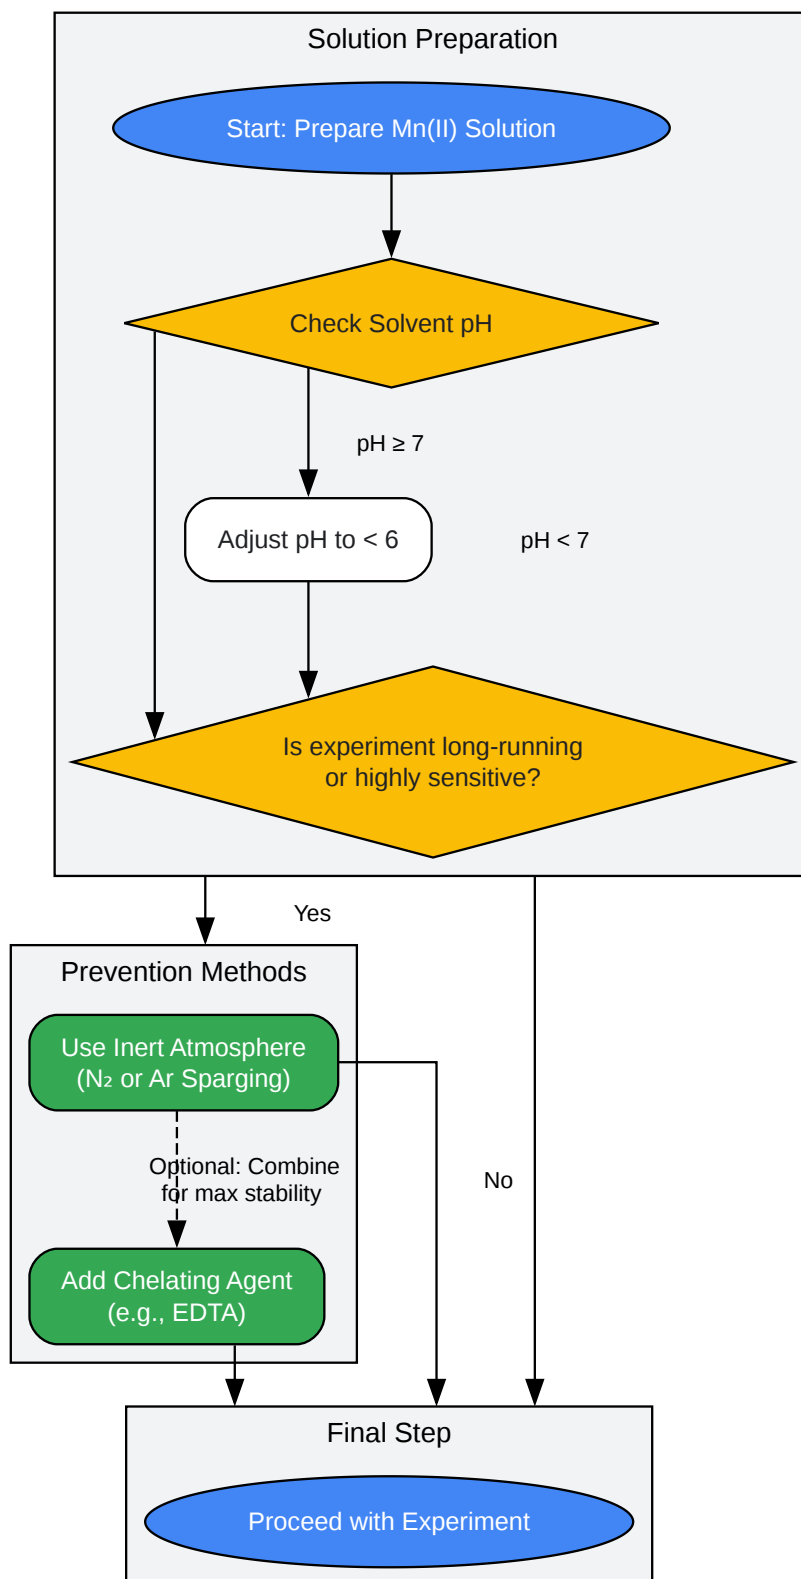 Solution Preparation
Start: Prepare Mn(II) Solution
Check Solvent pH
pH ≥ 7
Adjust pH to < 6
pH < 7
Is experiment long-running
or highly sensitive?
Yes
Prevention Methods
Use Inert Atmosphere
(N₂ or Ar Sparging)
Optional: Combine
for max stability
No
Add Chelating Agent
(e.g., EDTA)
Final Step
Proceed with Experiment